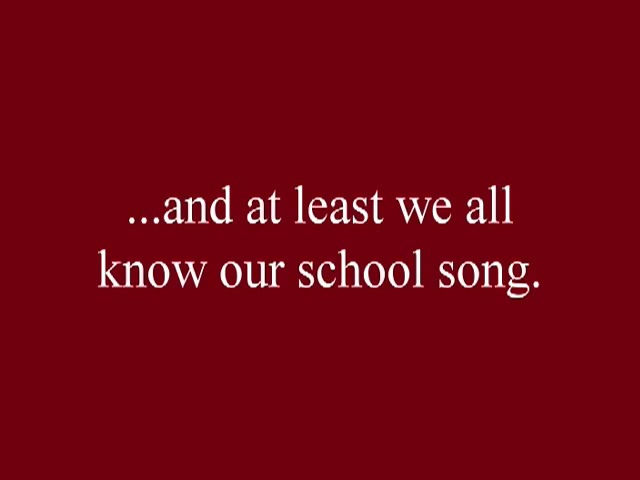 ...and at least we all
know our school song.